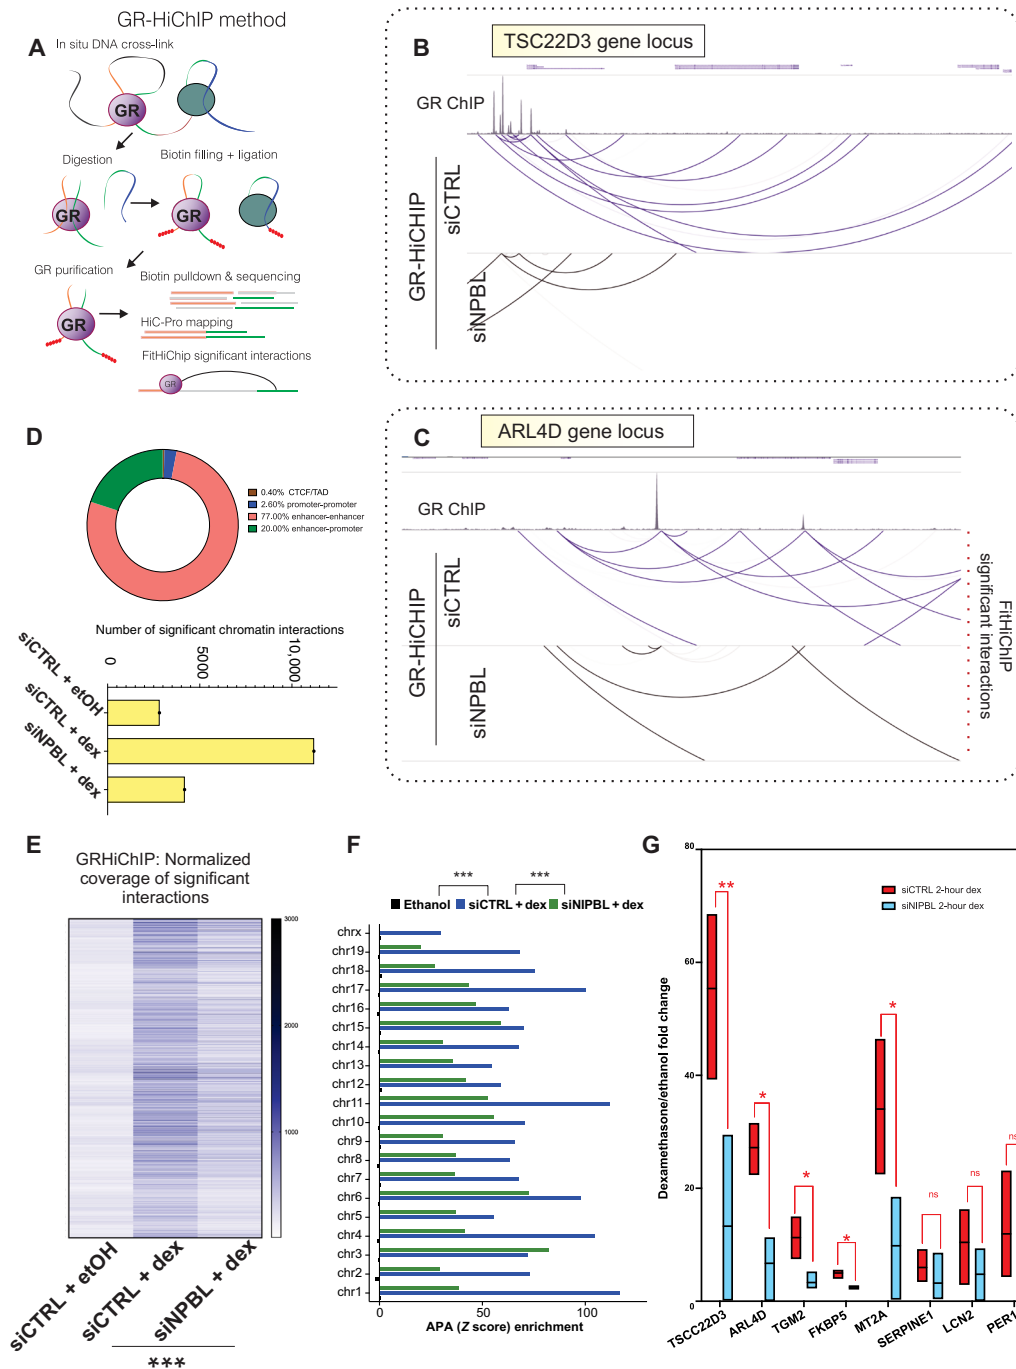 GR-HiChIP method
A
In situ DNA cross-link
GR
Digestion
Biotin filling + ligation
GR
GR
GR purification
Biotin pulldown & sequencing
GR
HiC-Pro mapping
FitHiChip significant interactions
GR
B
TSC22D3 gene locus
GR ChIP
GR-HiCHIP
siCTRL
siNPBL
C
ARL4D gene locus
GR ChIP
GR-HiCHIP
siCTRL
siNPBL
FitHiChIP
significant interactions
D
0.40% CTCF/TAD
2.60% promoter-promoter
77.00% enhancer-enhancer
20.00% enhancer-promoter
Number of significant chromatin interactions
0
5000
10,000
siCTRL + etOH
siCTRL + dex
siNPBL + dex
E
GRHiChIP: Normalized
coverage of significant
interactions
3000
2000
1000
siCTRL + etOH
siCTRL + dex
siNPBL + dex
***
F
***
***
Ethanol
siCTRL + dex
siNIPBL + dex
chrx
chr19
chr18
chr17
chr16
chr15
chr14
chr13
chr12
chr11
chr10
chr9
chr8
chr7
chr6
chr5
chr4
chr3
chr2
chr1
0
50
100
APA (Z score) enrichment
G
80
60
40
20
0
Dexamethasone/ethanol fold change
siCTRL 2-hour dex
siNIPBL 2-hour dex
**
*
*
*
*
ns
ns
ns
TSCC22D3
ARL4D
TGM2
FKBP5
MT2A
SERPINE1
LCN2
PER1